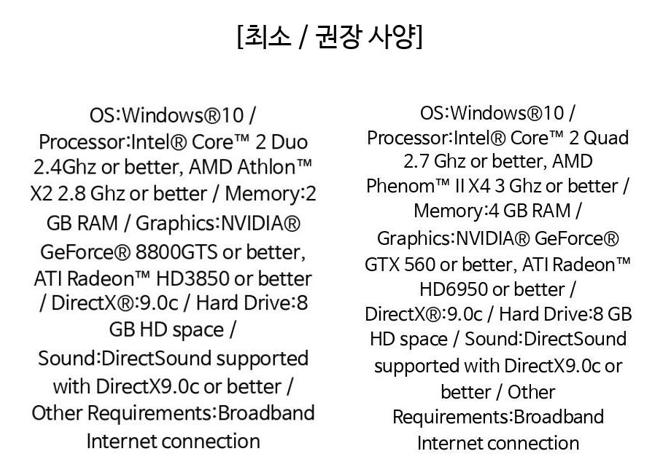 [최소 / 권장 사양]
OS:Windows®10 /
Processor:Intel® Core™ 2 Duo
2.4Ghz or better, AMD Athlon™
X2 2.8 Ghz or better / Memory:2
GB RAM / Graphics:NVIDIA®
GeForce® 8800GTS or better,
ATI Radeon™ HD3850 or better
/ DirectX®:9.0c / Hard Drive:8
GB HD space /
Sound:DirectSound supported
with DirectX9.0c or better /
Other Requirements:Broadband
Internet connection
OS:Windows®10 /
Processor:Intel® Core™ 2 Quad
2.7 Ghz or better, AMD
Phenom™ II X4 3 Ghz or better /
Memory:4 GB RAM /
Graphics:NVIDIA® GeForce®
GTX 560 or better, ATI Radeon™
HD6950 or better /
DirectX®:9.0c / Hard Drive:8 GB
HD space / Sound:DirectSound
supported with DirectX9.0c or
better / Other
Requirements:Broadband
Internet connection